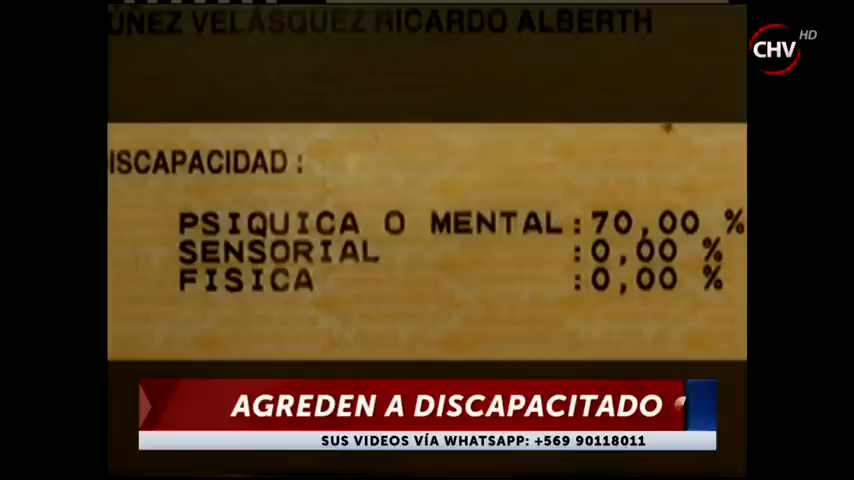 ÚÑEZ VELÁSQUEZ RICARDO ALBERTH
CHV HD
ISCAPACIDAD :
PSIQUICA O MENTAL : 70,00 %
SENSORIAL : 0,00 %
FISICA : 0,00 %
AGREDEN A DISCAPACITADO
SUS VIDEOS VÍA WHATSAPP: +569 90118011